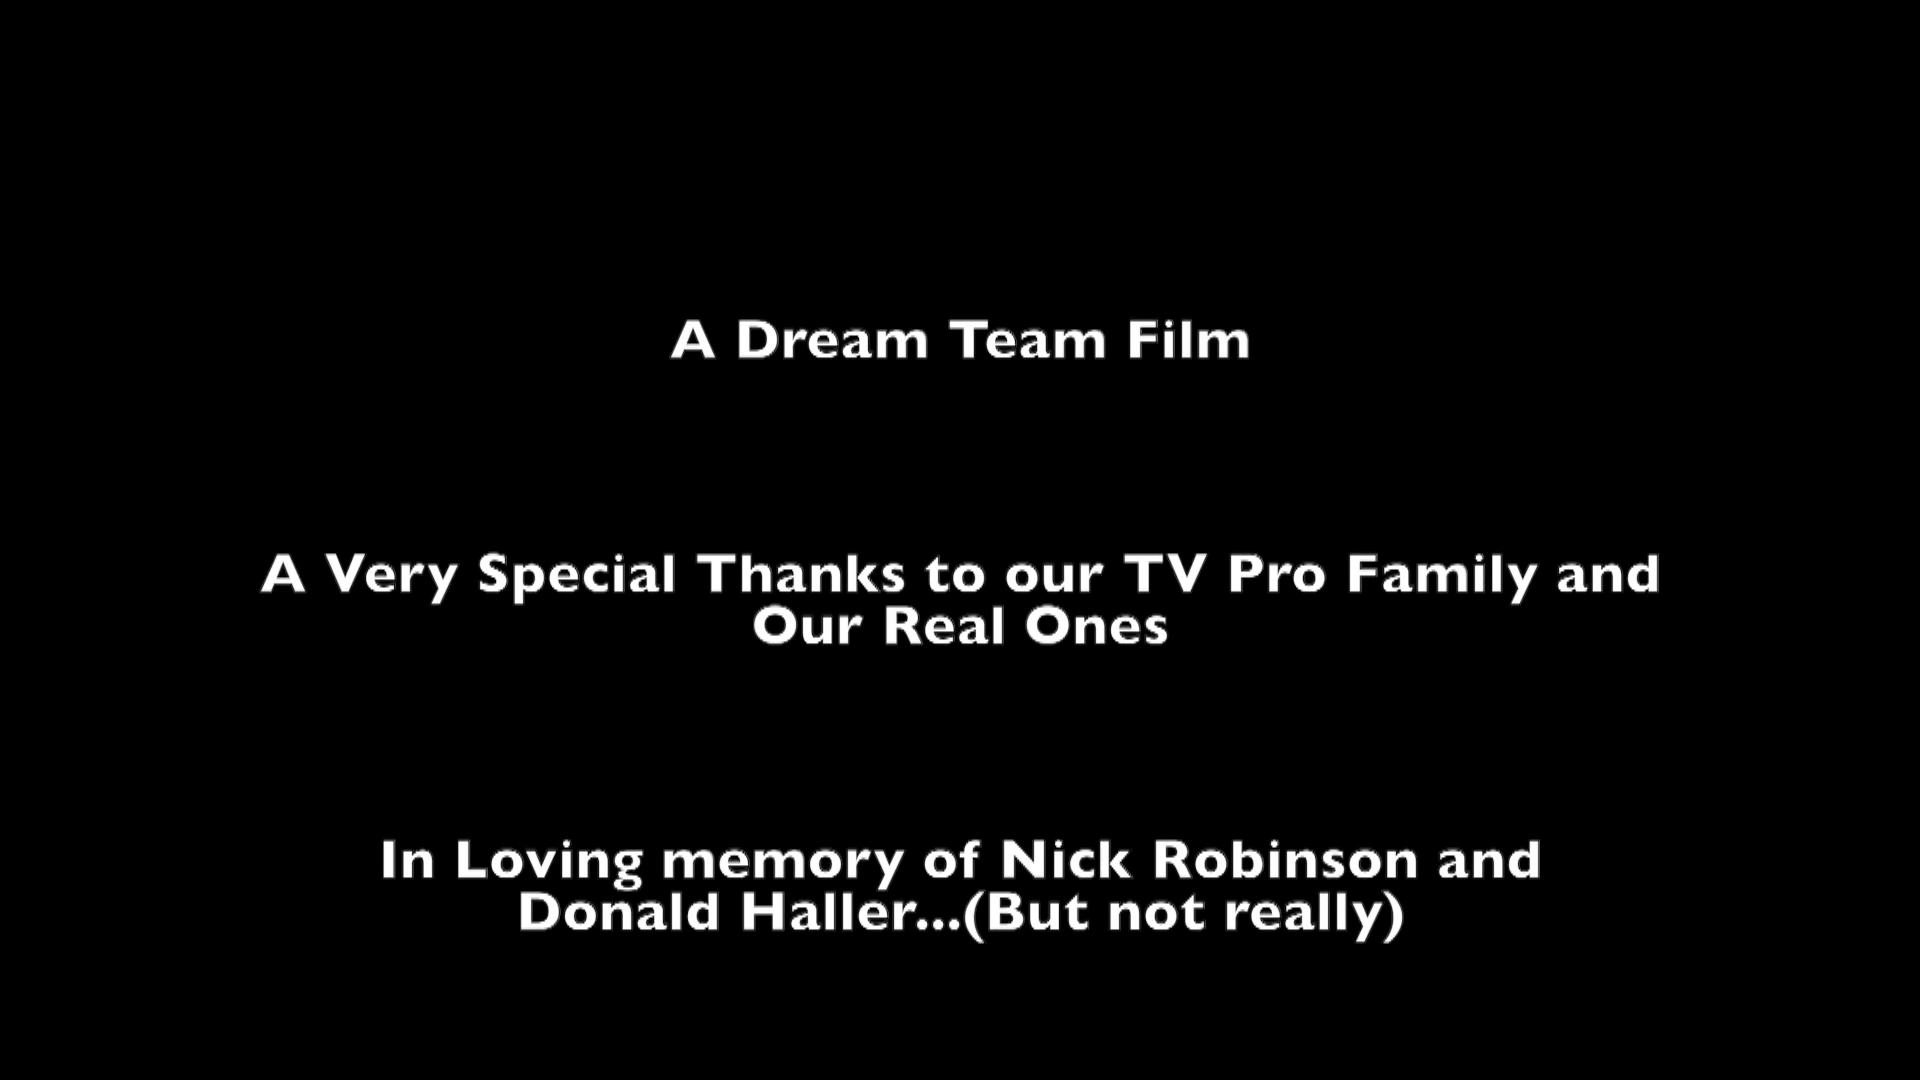 A Dream Team Film
A Very Special Thanks to our TV Pro Family and
Our Real Ones
In Loving memory of Nick Robinson and
Donald Haller...(But not really)